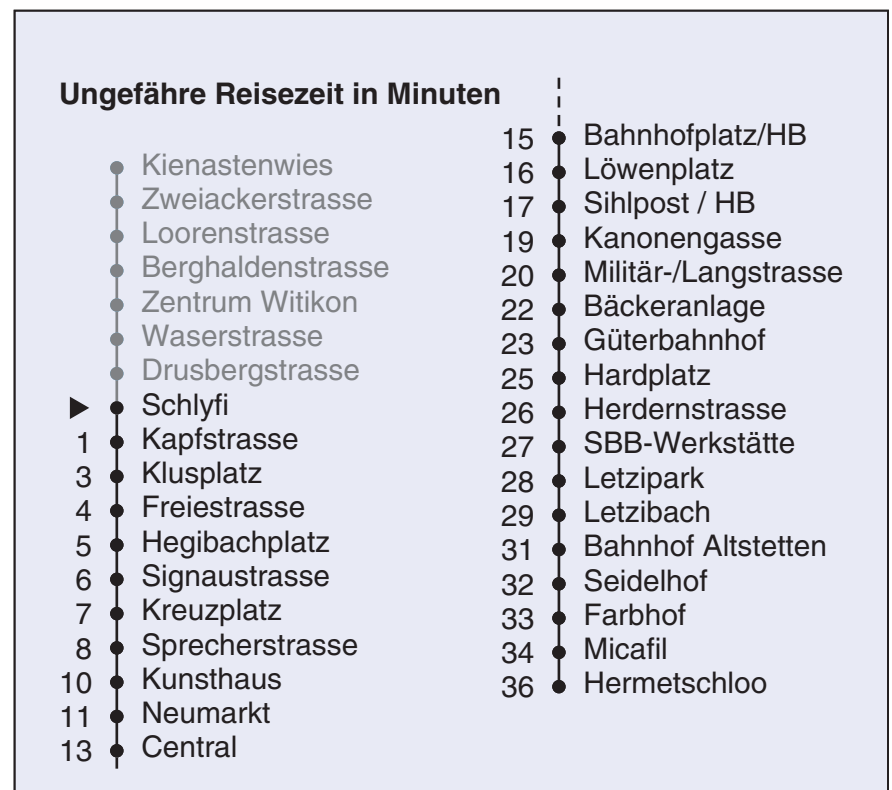 Ungefähre Reisezeit in Minuten
Kienastenwies
Zweiackerstrasse
Loorenstrasse
Berghaldenstrasse
Zentrum Witikon
Waserstrasse
Drusbergstrasse
Schlyfi
1 Kapfstrasse
3 Klusplatz
4 Freiestrasse
5 Hegibachplatz
6 Signaustrasse
7 Kreuzplatz
8 Sprecherstrasse
10 Kunsthaus
11 Neumarkt
13 Central
15 Bahnhofplatz/HB
16 Löwenplatz
17 Sihlpost / HB
19 Kanonengasse
20 Militär-/Langstrasse
22 Bäckeranlage
23 Güterbahnhof
25 Hardplatz
26 Herdernstrasse
27 SBB-Werkstätte
28 Letzipark
29 Letzibach
31 Bahnhof Altstetten
32 Seidelhof
33 Farbhof
34 Micafil
36 Hermetschloo